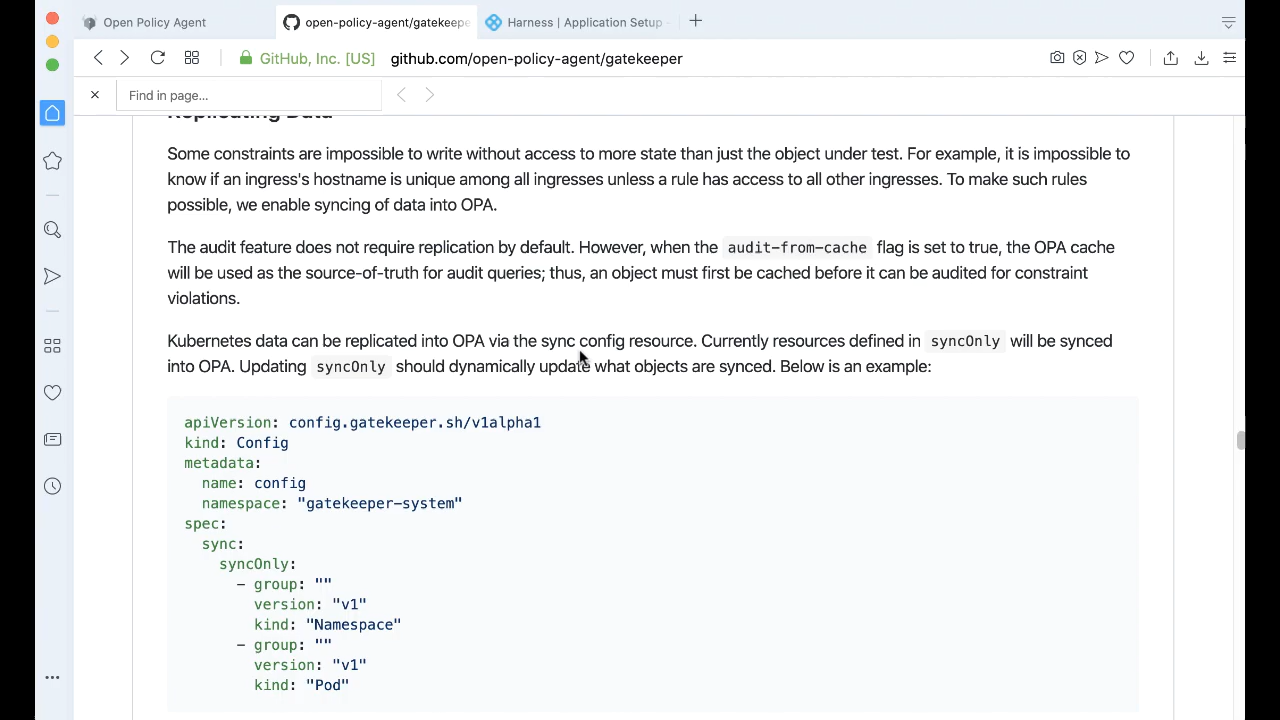 Open Policy Agent
open-policy-agent/gatekeepe
Harness | Application Setup
GitHub, Inc. [US]
github.com/open-policy-agent/gatekeeper
Find in page...
Replicating Data
Some constraints are impossible to write without access to more state than just the object under test. For example, it is impossible to
know if an ingress's hostname is unique among all ingresses unless a rule has access to all other ingresses. To make such rules
possible, we enable syncing of data into OPA.
The audit feature does not require replication by default. However, when the audit-from-cache flag is set to true, the OPA cache
will be used as the source-of-truth for audit queries; thus, an object must first be cached before it can be audited for constraint
violations.
Kubernetes data can be replicated into OPA via the sync config resource. Currently resources defined in syncOnly will be synced
into OPA. Updating syncOnly should dynamically update what objects are synced. Below is an example:
apiVersion: config.gatekeeper.sh/v1alpha1
kind: Config
metadata:
name: config
namespace: "gatekeeper-system"
spec:
sync:
syncOnly:
- group: ""
version: "v1"
kind: "Namespace"
- group: ""
version: "v1"
kind: "Pod"